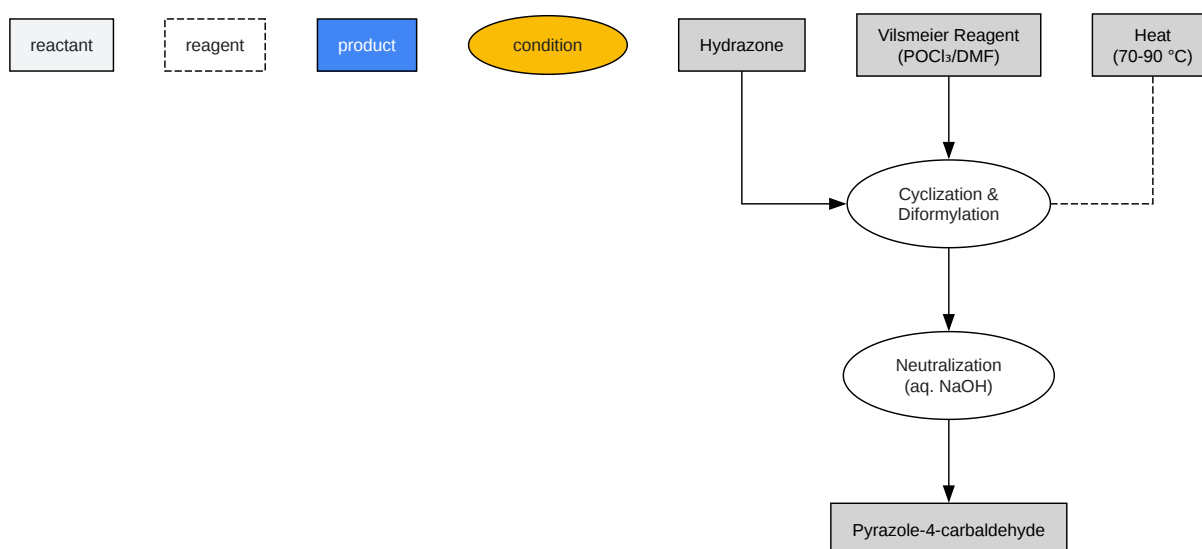 reactant
reagent
product
condition
Hydrazone
Vilsmeier Reagent
(POCl₃/DMF)
Heat
(70-90 °C)
Cyclization &
Diformylation
Neutralization
(aq. NaOH)
Pyrazole-4-carbaldehyde